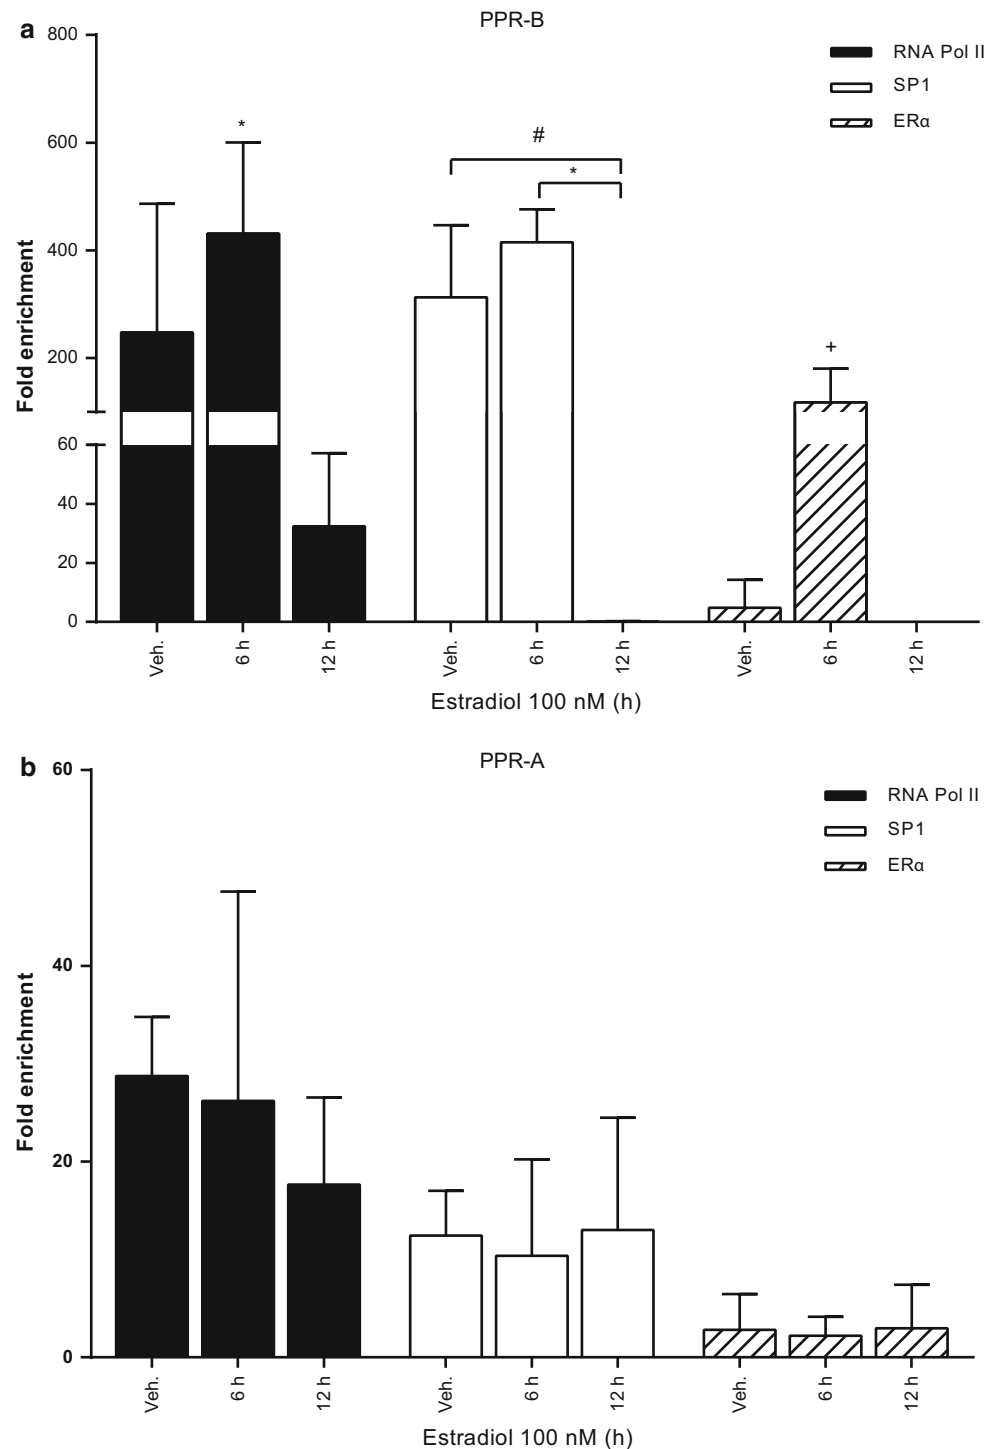 a
PPR-B
800
600
400
200
60
40
20
0
Fold enrichment
RNA Pol II
SP1
ERα
*
#
*
+
Veh.
6 h
12 h
Veh.
6 h
12 h
Veh.
6 h
12 h
Estradiol 100 nM (h)
b
PPR-A
60
40
20
0
Fold enrichment
RNA Pol II
SP1
ERα
Veh.
6 h
12 h
Veh.
6 h
12 h
Veh.
6 h
12 h
Estradiol 100 nM (h)